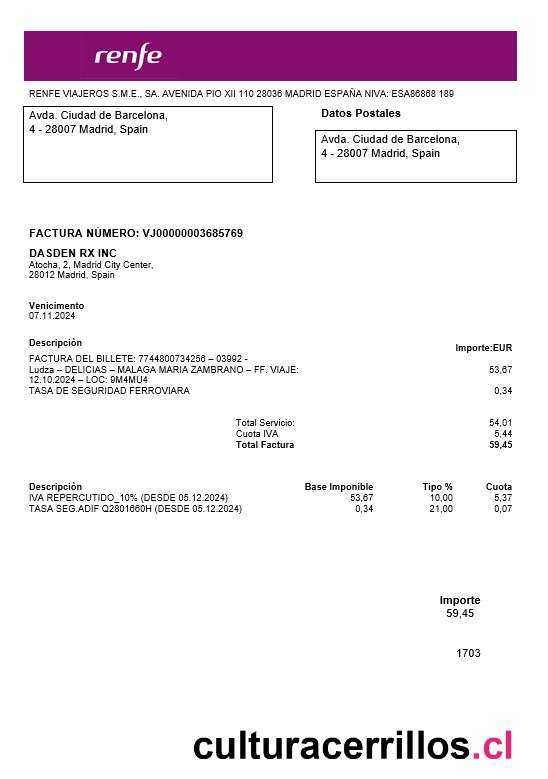 renfe
RENFE VIAJEROS S.M.E., SA. AVENIDA PIO XII 110 28036 MADRID ESPAÑA NIVA: ESA86868 189
Avda. Ciudad de Barcelona,
4 - 28007 Madrid, Spain
Datos Postales
Avda. Ciudad de Barcelona,
4 - 28007 Madrid, Spain
FACTURA NÚMERO: VJ00000003685769
DASDEN RX INC
Atocha, 2, Madrid City Center,
28012 Madrid, Spain
Venicimento
07.11.2024
Descripción Importe:EUR
FACTURA DEL BILLETE: 7744800734256 – 03992 -
Ludza – DELICIAS – MALAGA MARIA ZAMBRANO – FF. VIAJE: 53,67
12.10.2024 – LOC: 9M4MU4
TASA DE SEGURIDAD FERROVIARA 0,34
Total Servicio: 54,01
Cuota IVA 5,44
Total Factura 59,45
Descripción Base Imponible Tipo % Cuota
IVA REPERCUTIDO_10% (DESDE 05.12.2024) 53,67 10,00 5,37
TASA SEG.ADIF Q2801660H (DESDE 05.12.2024) 0,34 21,00 0,07
Importe
59,45
1703
culturacerrillos.cl